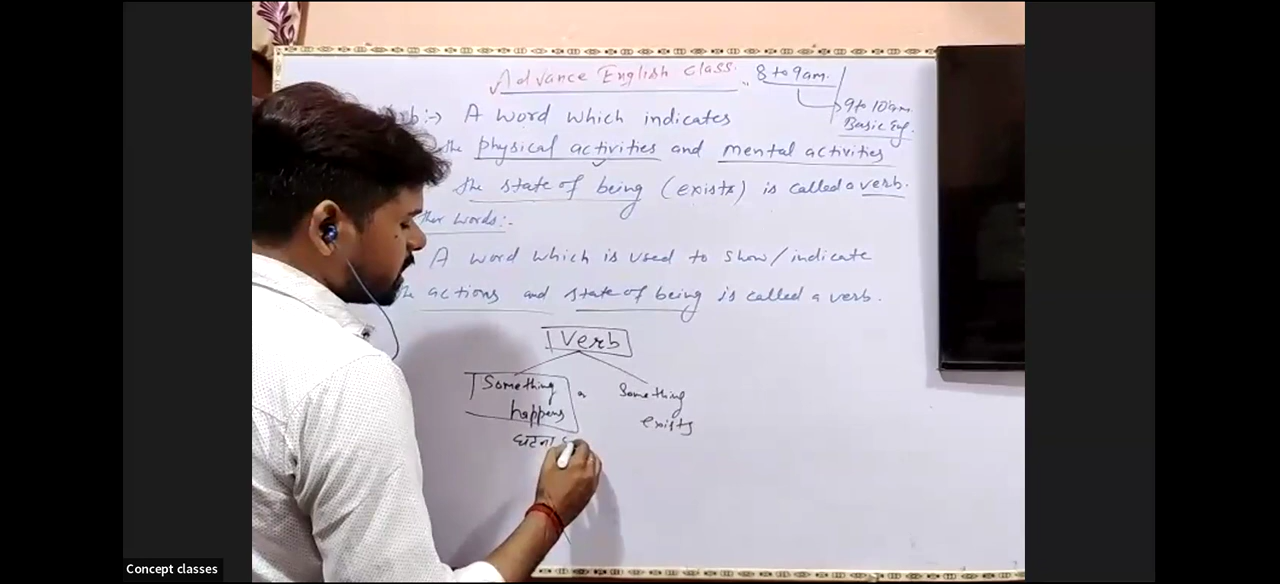 Advance English Class. 8 to 9am.
9 to 10am.
Basic Eng.
:→ A word which indicates
the physical activities and mental activities
the state of being (exists) is called a verb.
Words:-
A word which is used to show/indicate
actions and state of being is called a verb.
Verb
Something happens
Something exists
घटना
Concept classes